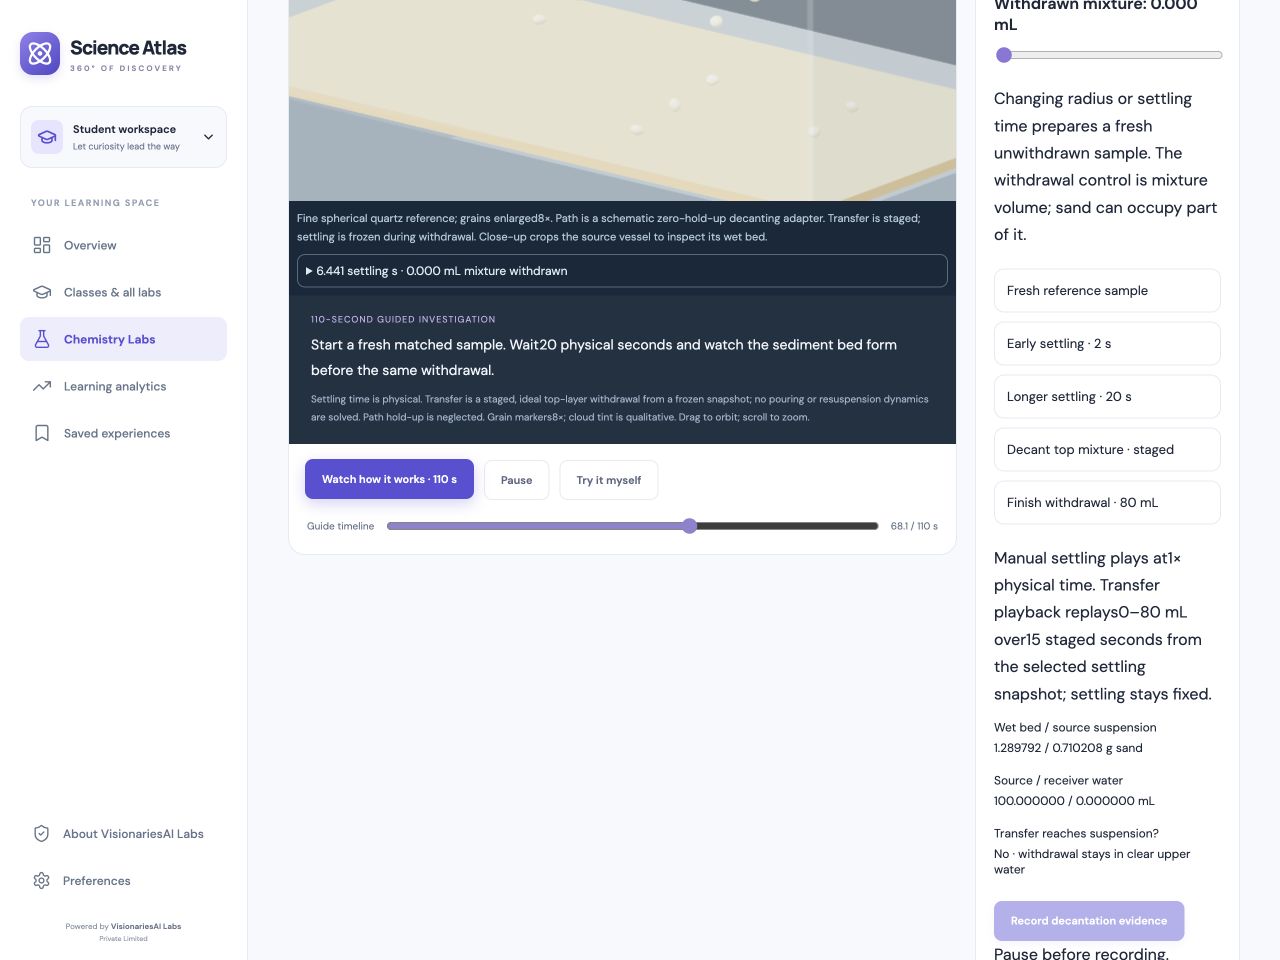 Science Atlas
360° OF DISCOVERY
Student workspace
Let curiosity lead the way
YOUR LEARNING SPACE
Overview
Classes & all labs
Chemistry Labs
Learning analytics
Saved experiences
About VisionariesAI Labs
Preferences
Powered by VisionariesAI Labs
Private Limited
Fine spherical quartz reference; grains enlarged8×. Path is a schematic zero-hold-up decanting adapter. Transfer is staged;
settling is frozen during withdrawal. Close-up crops the source vessel to inspect its wet bed.
6.441 settling s · 0.000 mL mixture withdrawn
110-SECOND GUIDED INVESTIGATION
Start a fresh matched sample. Wait20 physical seconds and watch the sediment bed form
before the same withdrawal.
Settling time is physical. Transfer is a staged, ideal top-layer withdrawal from a frozen snapshot; no pouring or resuspension dynamics
are solved. Path hold-up is neglected. Grain markers8×; cloud tint is qualitative. Drag to orbit; scroll to zoom.
Watch how it works · 110 s
Pause
Try it myself
Guide timeline
68.1 / 110 s
Withdrawn mixture: 0.000
mL
Changing radius or settling
time prepares a fresh
unwithdrawn sample. The
withdrawal control is mixture
volume; sand can occupy part
of it.
Fresh reference sample
Early settling · 2 s
Longer settling · 20 s
Decant top mixture · staged
Finish withdrawal · 80 mL
Manual settling plays at1×
physical time. Transfer
playback replays0–80 mL
over15 staged seconds from
the selected settling
snapshot; settling stays fixed.
Wet bed / source suspension
1.289792 / 0.710208 g sand
Source / receiver water
100.000000 / 0.000000 mL
Transfer reaches suspension?
No · withdrawal stays in clear upper
water
Record decantation evidence
Pause before recording.